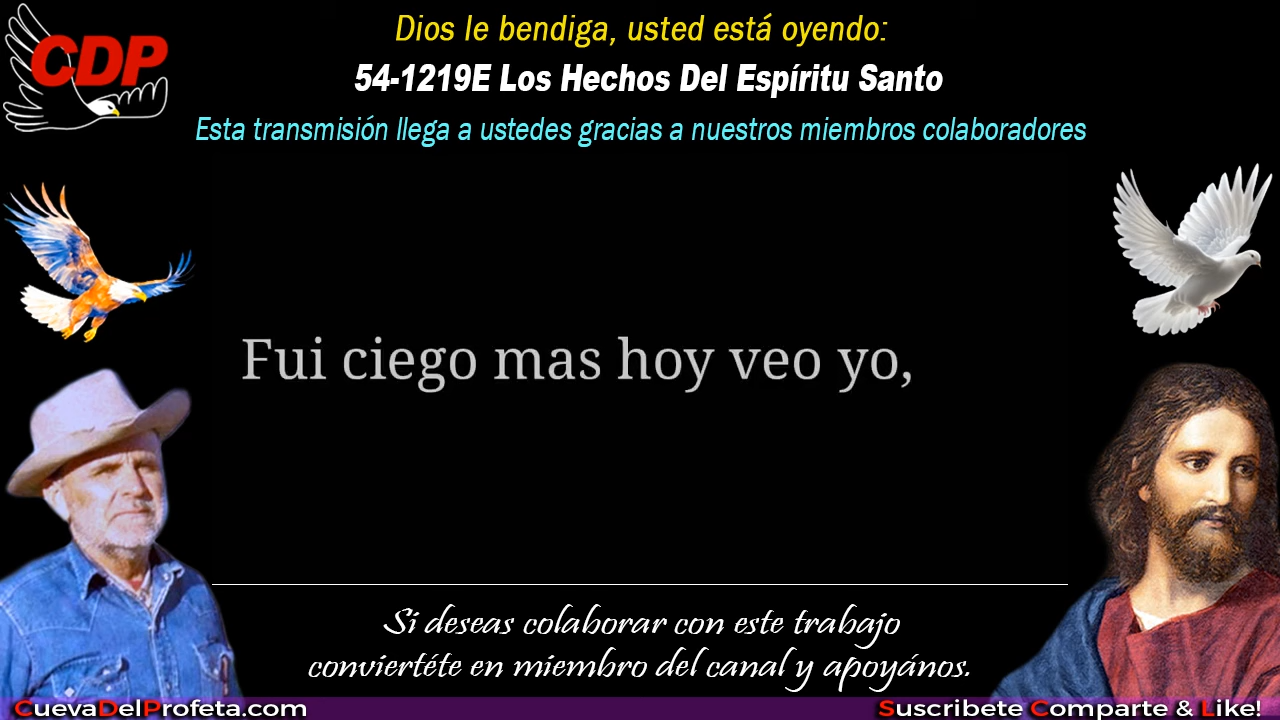 CDP
Dios le bendiga, usted está oyendo:
54-1219E Los Hechos Del Espíritu Santo
Esta transmisión llega a ustedes gracias a nuestros miembros colaboradores
Fui ciego mas hoy veo yo,
Si deseas colaborar con este trabajo
conviertéte en miembro del canal y apoyános.
CuevaDelProfeta.com
Suscribete Comparte & Like!